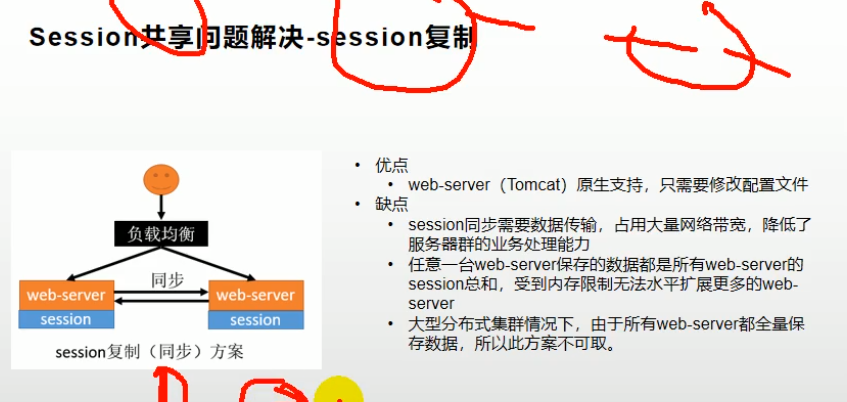 Session共享问题解决-session复制
负载均衡
同步
web-server
web-server
session
session
session复制（同步）方案
• 优点
• web-server（Tomcat）原生支持，只需要修改配置文件
• 缺点
• session同步需要数据传输，占用大量网络带宽，降低了
服务器群的业务处理能力
• 任意一台web-server保存的数据都是所有web-server的
session总和，受到内存限制无法水平扩展更多的web-
server
• 大型分布式集群情况下，由于所有web-server都全量保
存数据，所以此方案不可取。